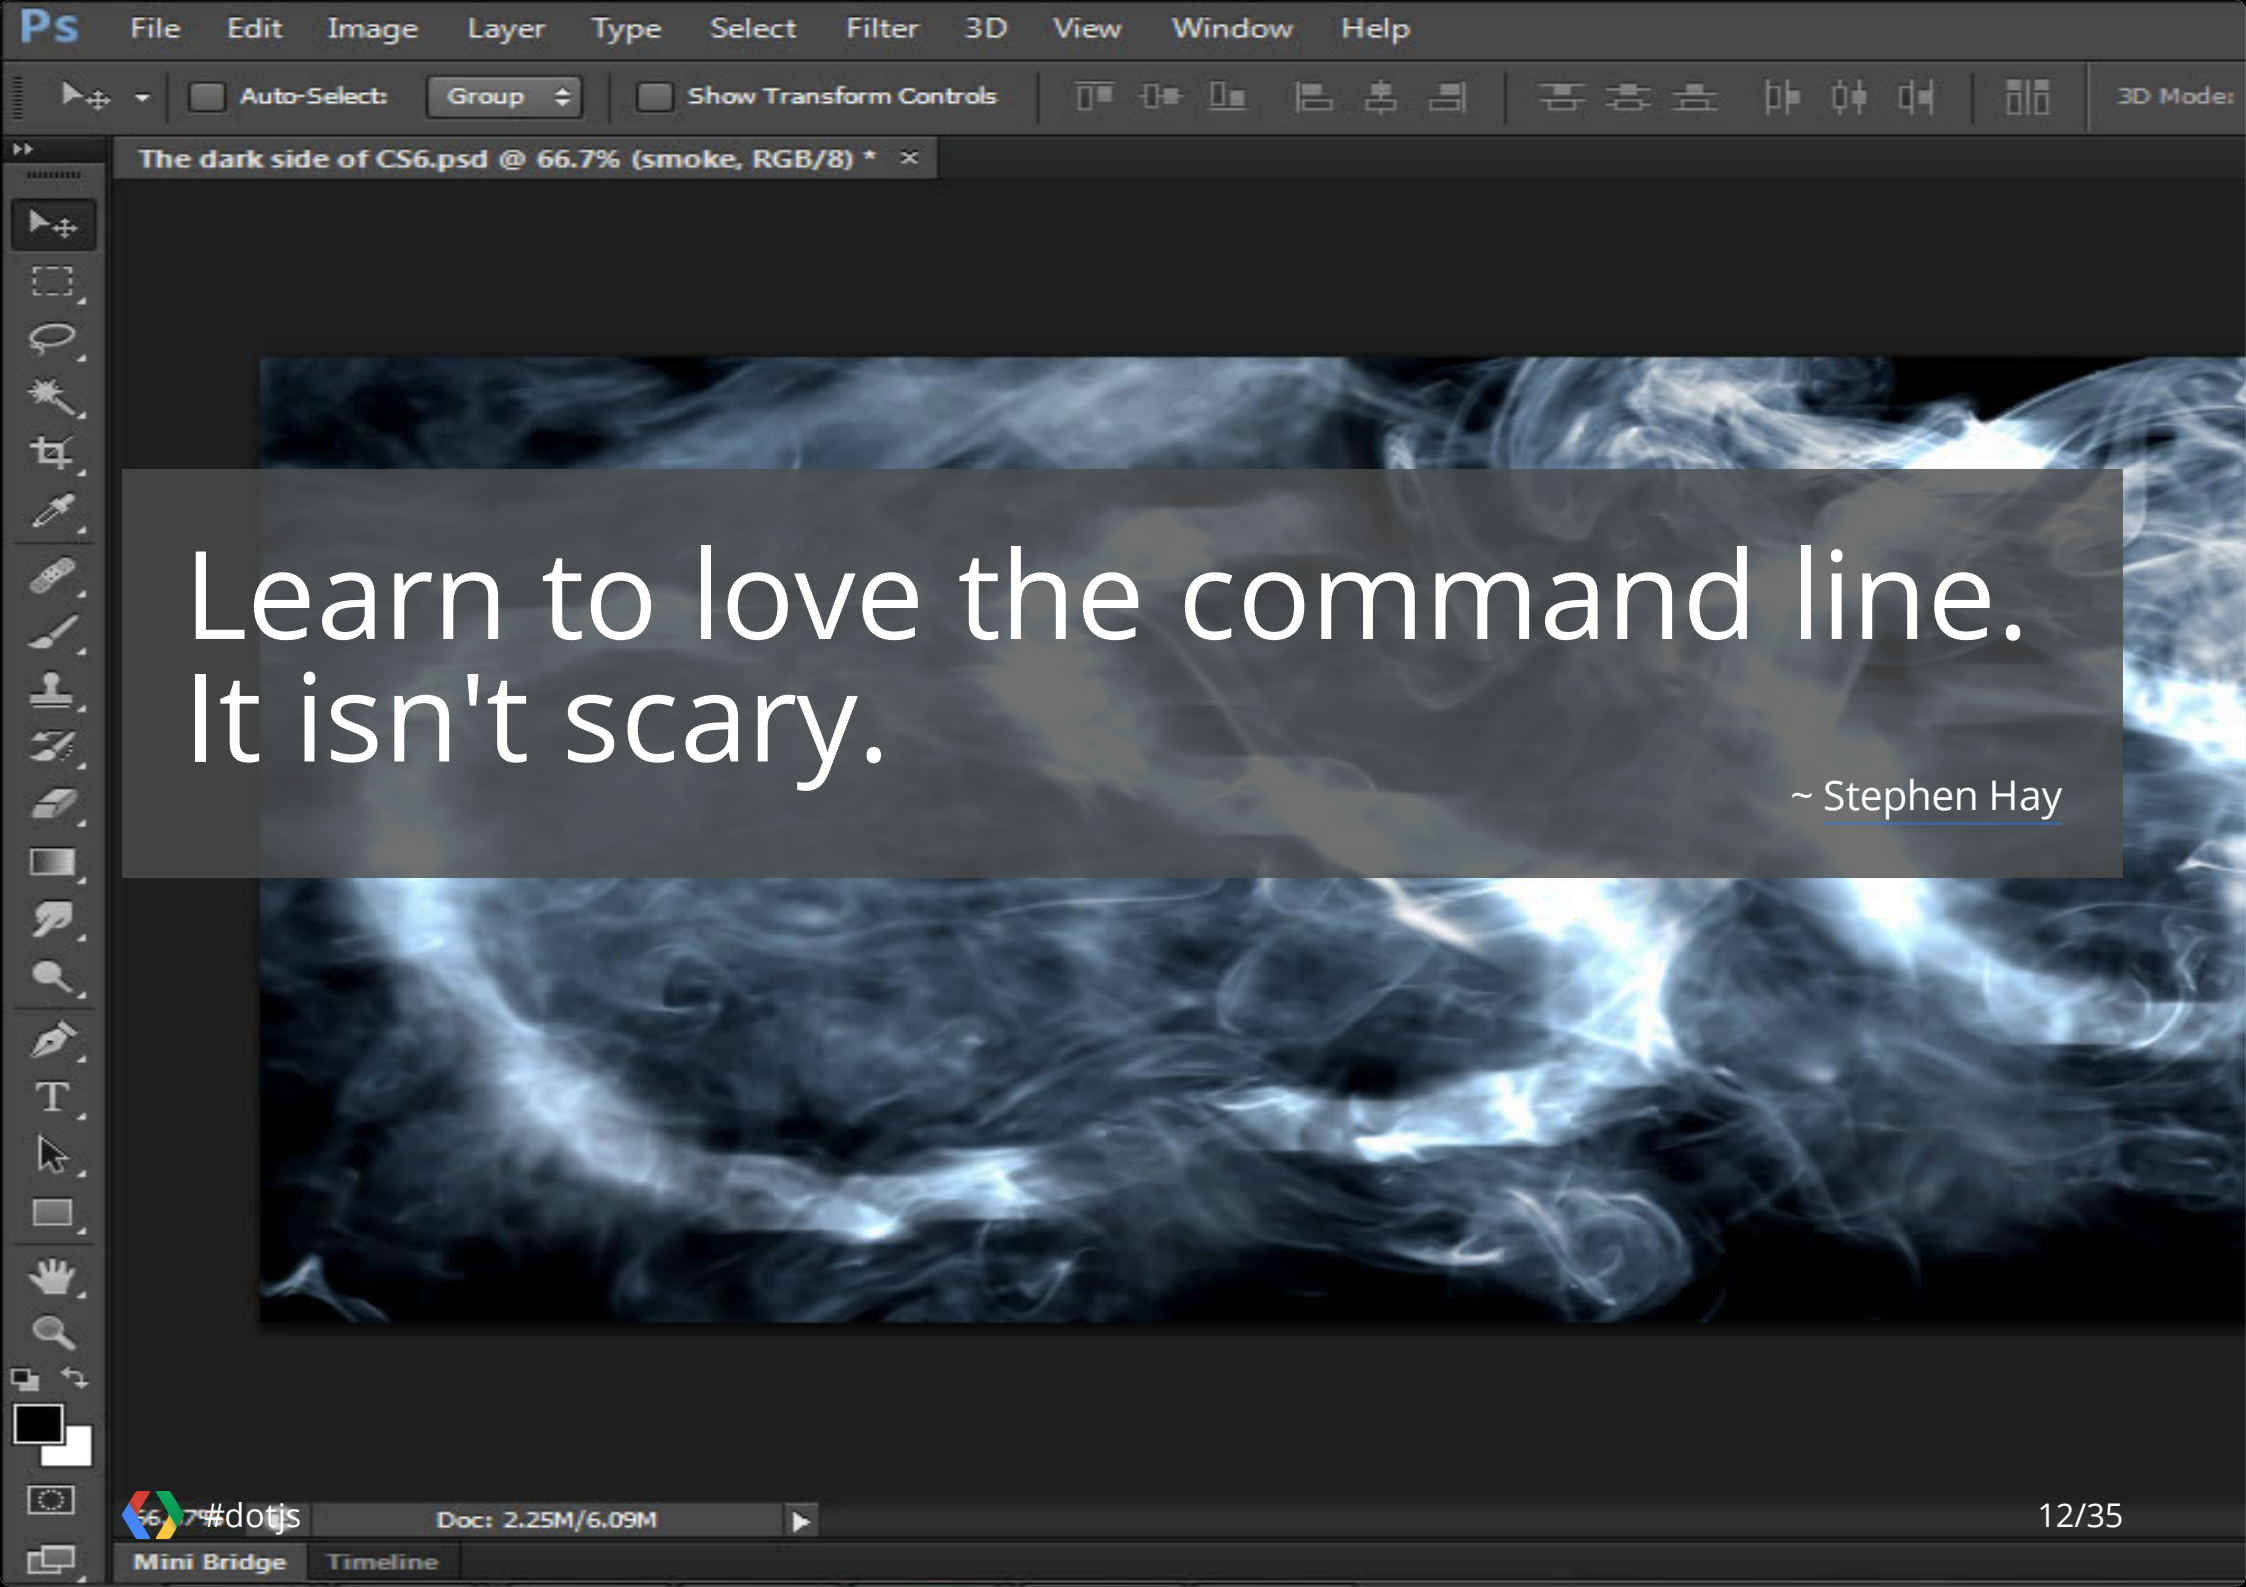 Ps File Edit Image Layer Type Select Filter 3D View Window Help
Auto-Select: Group Show Transform Controls 3D Mode:
The dark side of CS6.psd @ 66.7% (smoke, RGB/8) * ×
Learn to love the command line.
It isn't scary.
~ Stephen Hay
T
#dotjs Doc: 2.25M/6.09M 12/35
Mini Bridge Timeline